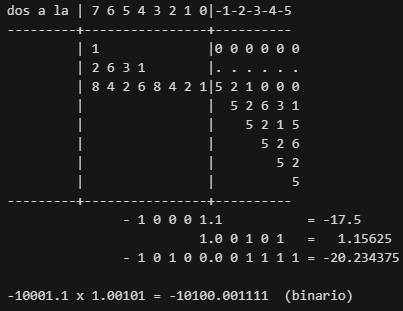 dos a la | 7 6 5 4 3 2 1 0|-1-2-3-4-5
---------+----------------+----------
         | 1              |0 0 0 0 0 0
         | 2 6 3 1        |. . . . . .
         | 8 4 2 6 8 4 2 1|5 2 1 0 0 0
         |                |  5 2 6 3 1
         |                |    5 2 1 5
         |                |      5 2 6
         |                |        5 2
         |                |          5
---------+----------------+----------
               - 1 0 0 0 1.1           = -17.5
                         1.0 0 1 0 1   =   1.15625
               - 1 0 1 0 0.0 0 1 1 1 1 = -20.234375
-10001.1 x 1.00101 = -10100.001111  (binario)